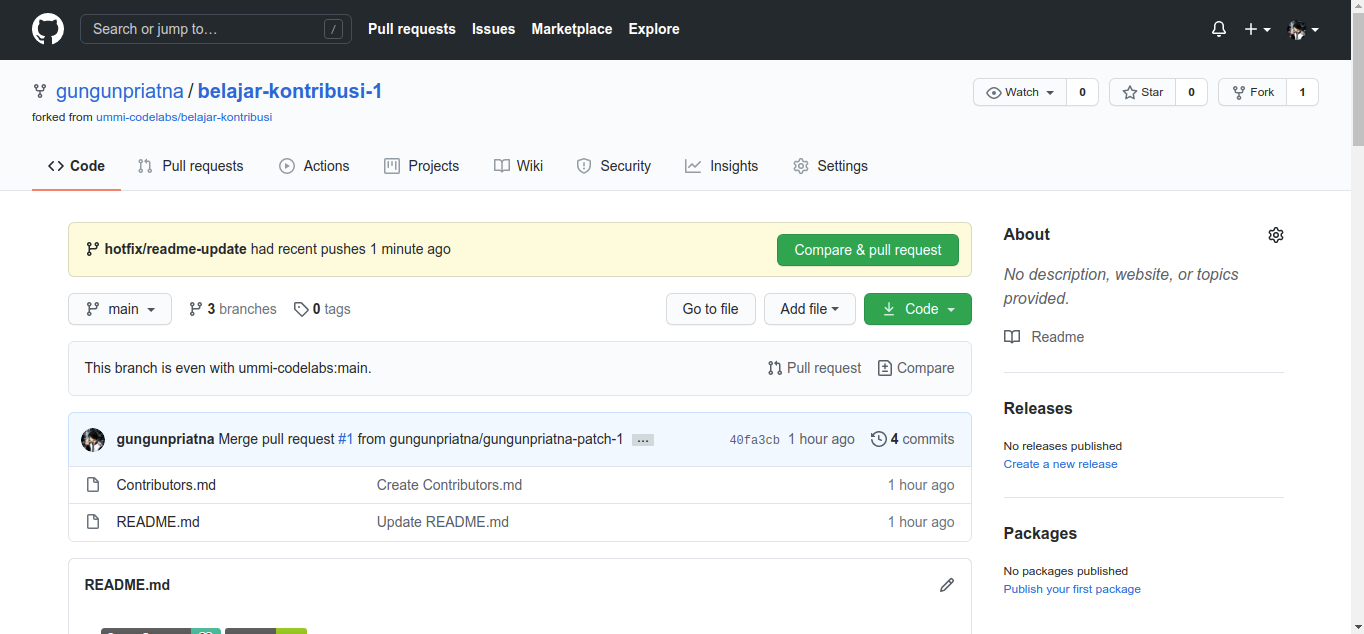 Search or jump to… / Pull requests Issues Marketplace Explore
gungunpriatna / belajar-kontribusi-1 Watch 0 Star 0 Fork 1
forked from ummi-codelabs/belajar-kontribusi
Code Pull requests Actions Projects Wiki Security Insights Settings
hotfix/readme-update had recent pushes 1 minute ago Compare & pull request
main 3 branches 0 tags Go to file Add file Code
This branch is even with ummi-codelabs:main. Pull request Compare
gungunpriatna Merge pull request #1 from gungunpriatna/gungunpriatna-patch-1 … 40fa3cb 1 hour ago 4 commits
Contributors.md Create Contributors.md 1 hour ago
README.md Update README.md 1 hour ago
README.md
About
No description, website, or topics
provided.
Readme
Releases
No releases published
Create a new release
Packages
No packages published
Publish your first package